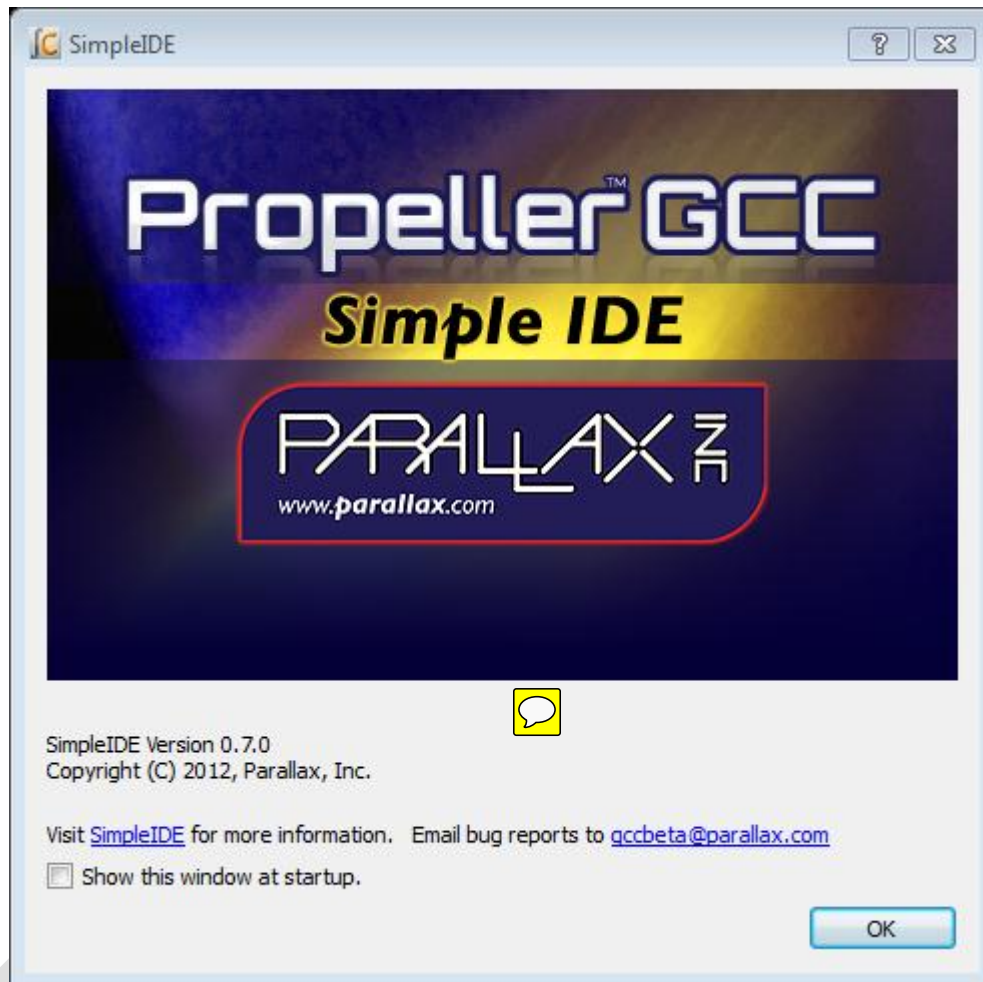 SimpleIDE
Propeller™ GCC
Simple IDE
PARALLAX INC
www.parallax.com
SimpleIDE Version 0.7.0
Copyright (C) 2012, Parallax, Inc.
Visit SimpleIDE for more information. Email bug reports to gccbeta@parallax.com
Show this window at startup.
OK